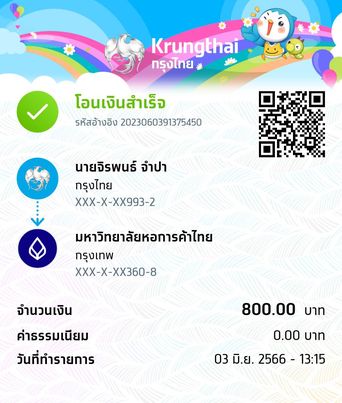 Krungthai
กรุงไทย
โอนเงินสำเร็จ
รหัสอ้างอิง 2023060391375450
นายจิรพนธ์ จำปา
กรุงไทย
XXX-X-XX993-2
มหาวิทยาลัยหอการค้าไทย
กรุงเทพ
XXX-X-XX360-8
จำนวนเงิน 800.00 บาท
ค่าธรรมเนียม 0.00 บาท
วันที่ทำรายการ 03 มิ.ย. 2566 - 13:15